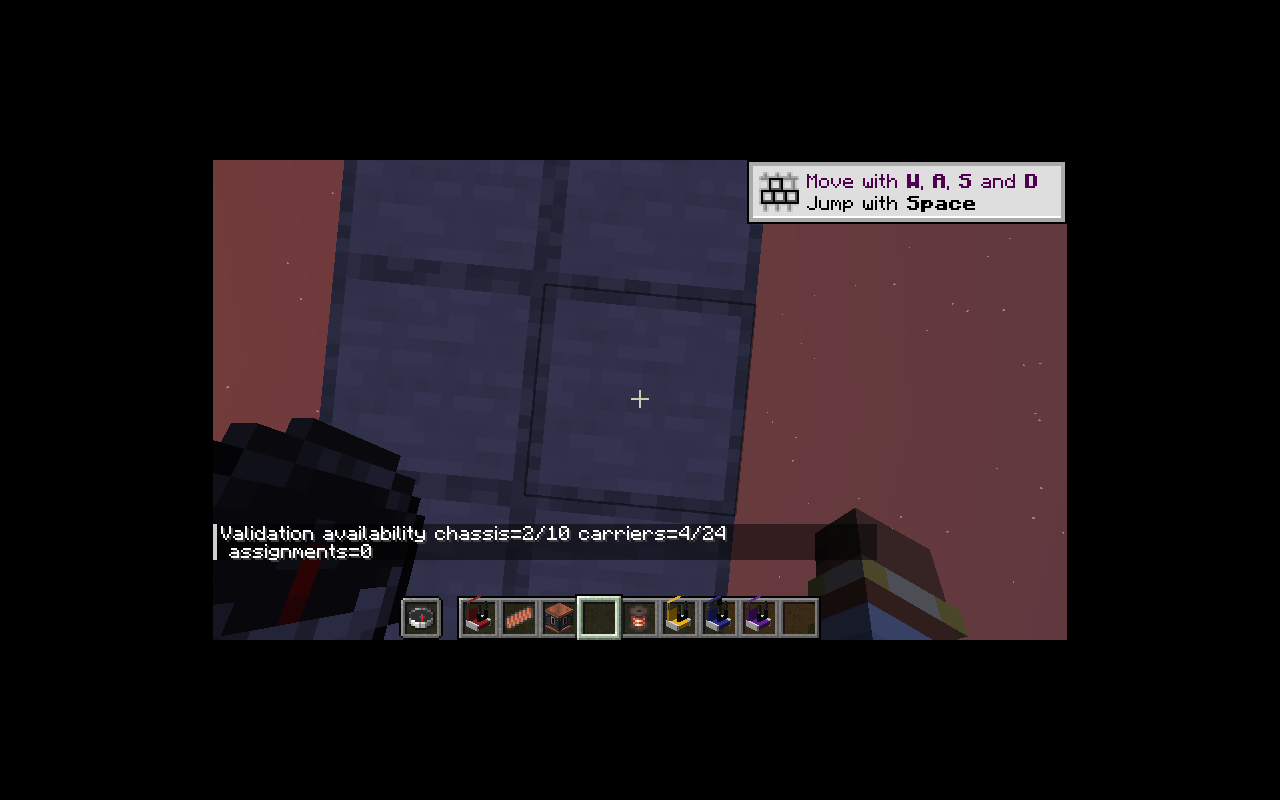 Move with W, A, S and D
Jump with Space
Validation availability chassis=2/10 carriers=4/24
assignments=0